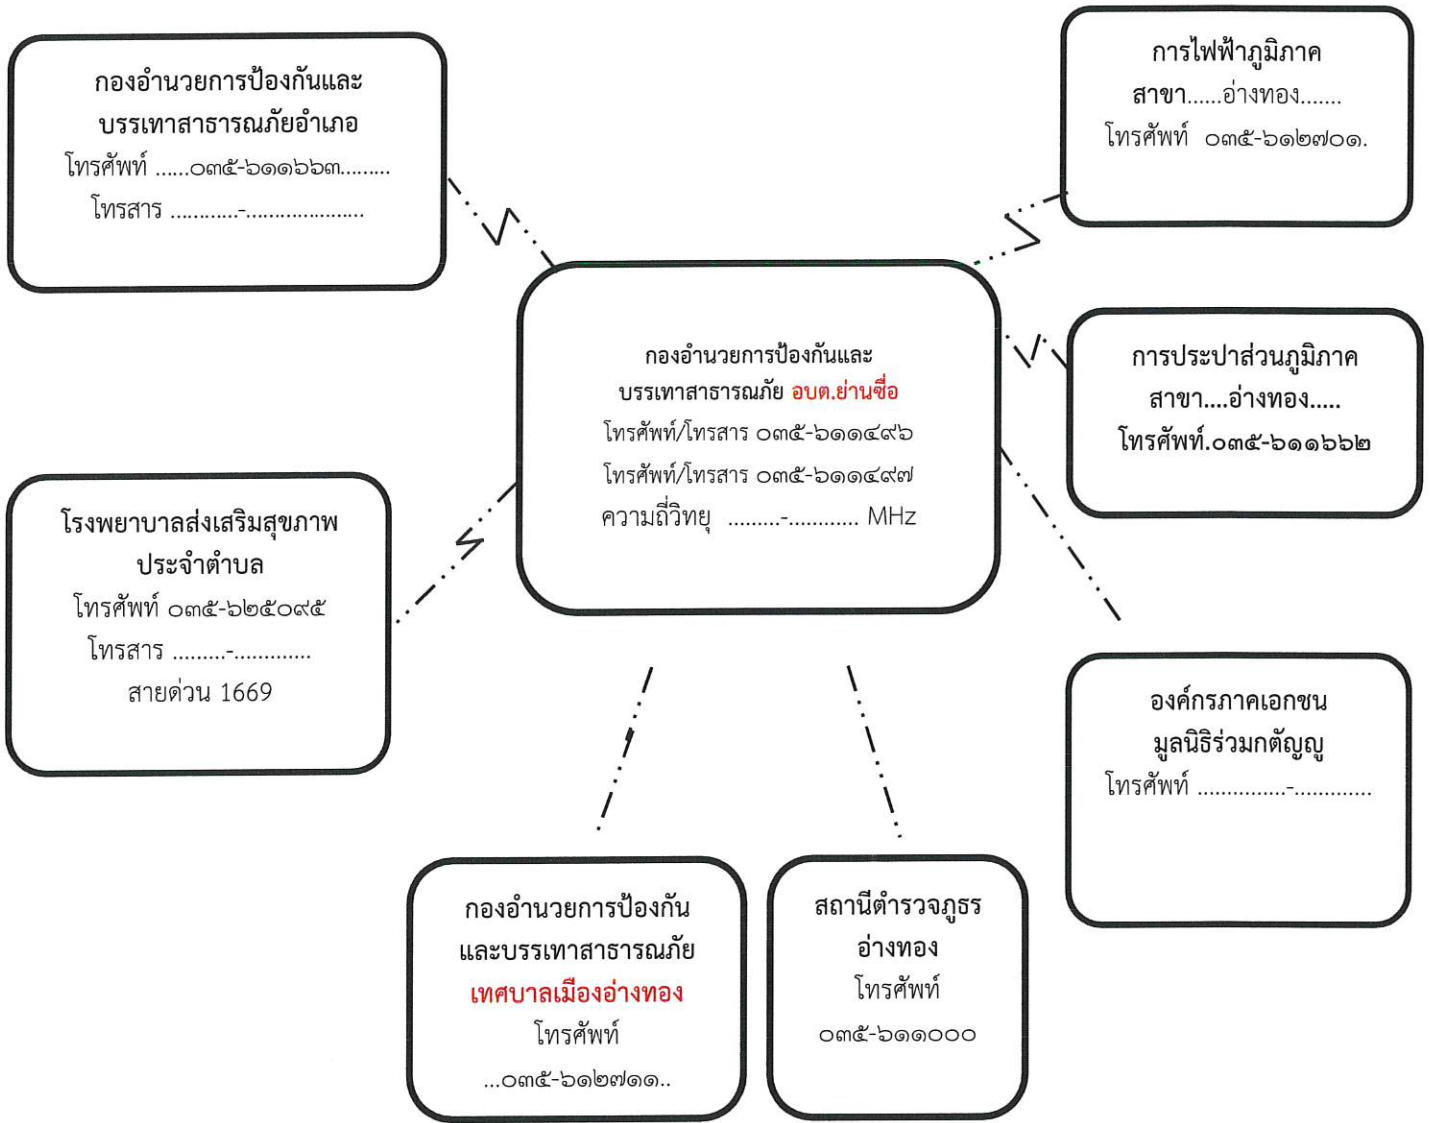 กองอำนวยการป้องกันและ
บรรเทาสาธารณภัยอำเภอ
โทรศัพท์ ......๐๓๕-๖๑๑๖๖๓.........
โทรสาร ............-.....................
การไฟฟ้าภูมิภาค
สาขา......อ่างทอง.......
โทรศัพท์ ๐๓๕-๖๑๒๗๐๑.
กองอำนวยการป้องกันและ
บรรเทาสาธารณภัย อบต.ย่านซื่อ
โทรศัพท์/โทรสาร ๐๓๕-๖๑๑๔๙๖
โทรศัพท์/โทรสาร ๐๓๕-๖๑๑๔๙๗
ความถี่วิทยุ .........-............ MHz
การประปาส่วนภูมิภาค
สาขา....อ่างทอง.....
โทรศัพท์.๐๓๕-๖๑๑๖๖๒
โรงพยาบาลส่งเสริมสุขภาพ
ประจำตำบล
โทรศัพท์ ๐๓๕-๖๒๕๐๙๕
โทรสาร .........-.............
สายด่วน 1669
องค์กรภาคเอกชน
มูลนิธิร่วมกตัญญู
โทรศัพท์ ...............-.............
กองอำนวยการป้องกัน
และบรรเทาสาธารณภัย
เทศบาลเมืองอ่างทอง
โทรศัพท์
...๐๓๕-๖๑๒๗๑๑..
สถานีตำรวจภูธร
อ่างทอง
โทรศัพท์
๐๓๕-๖๑๑๐๐๐